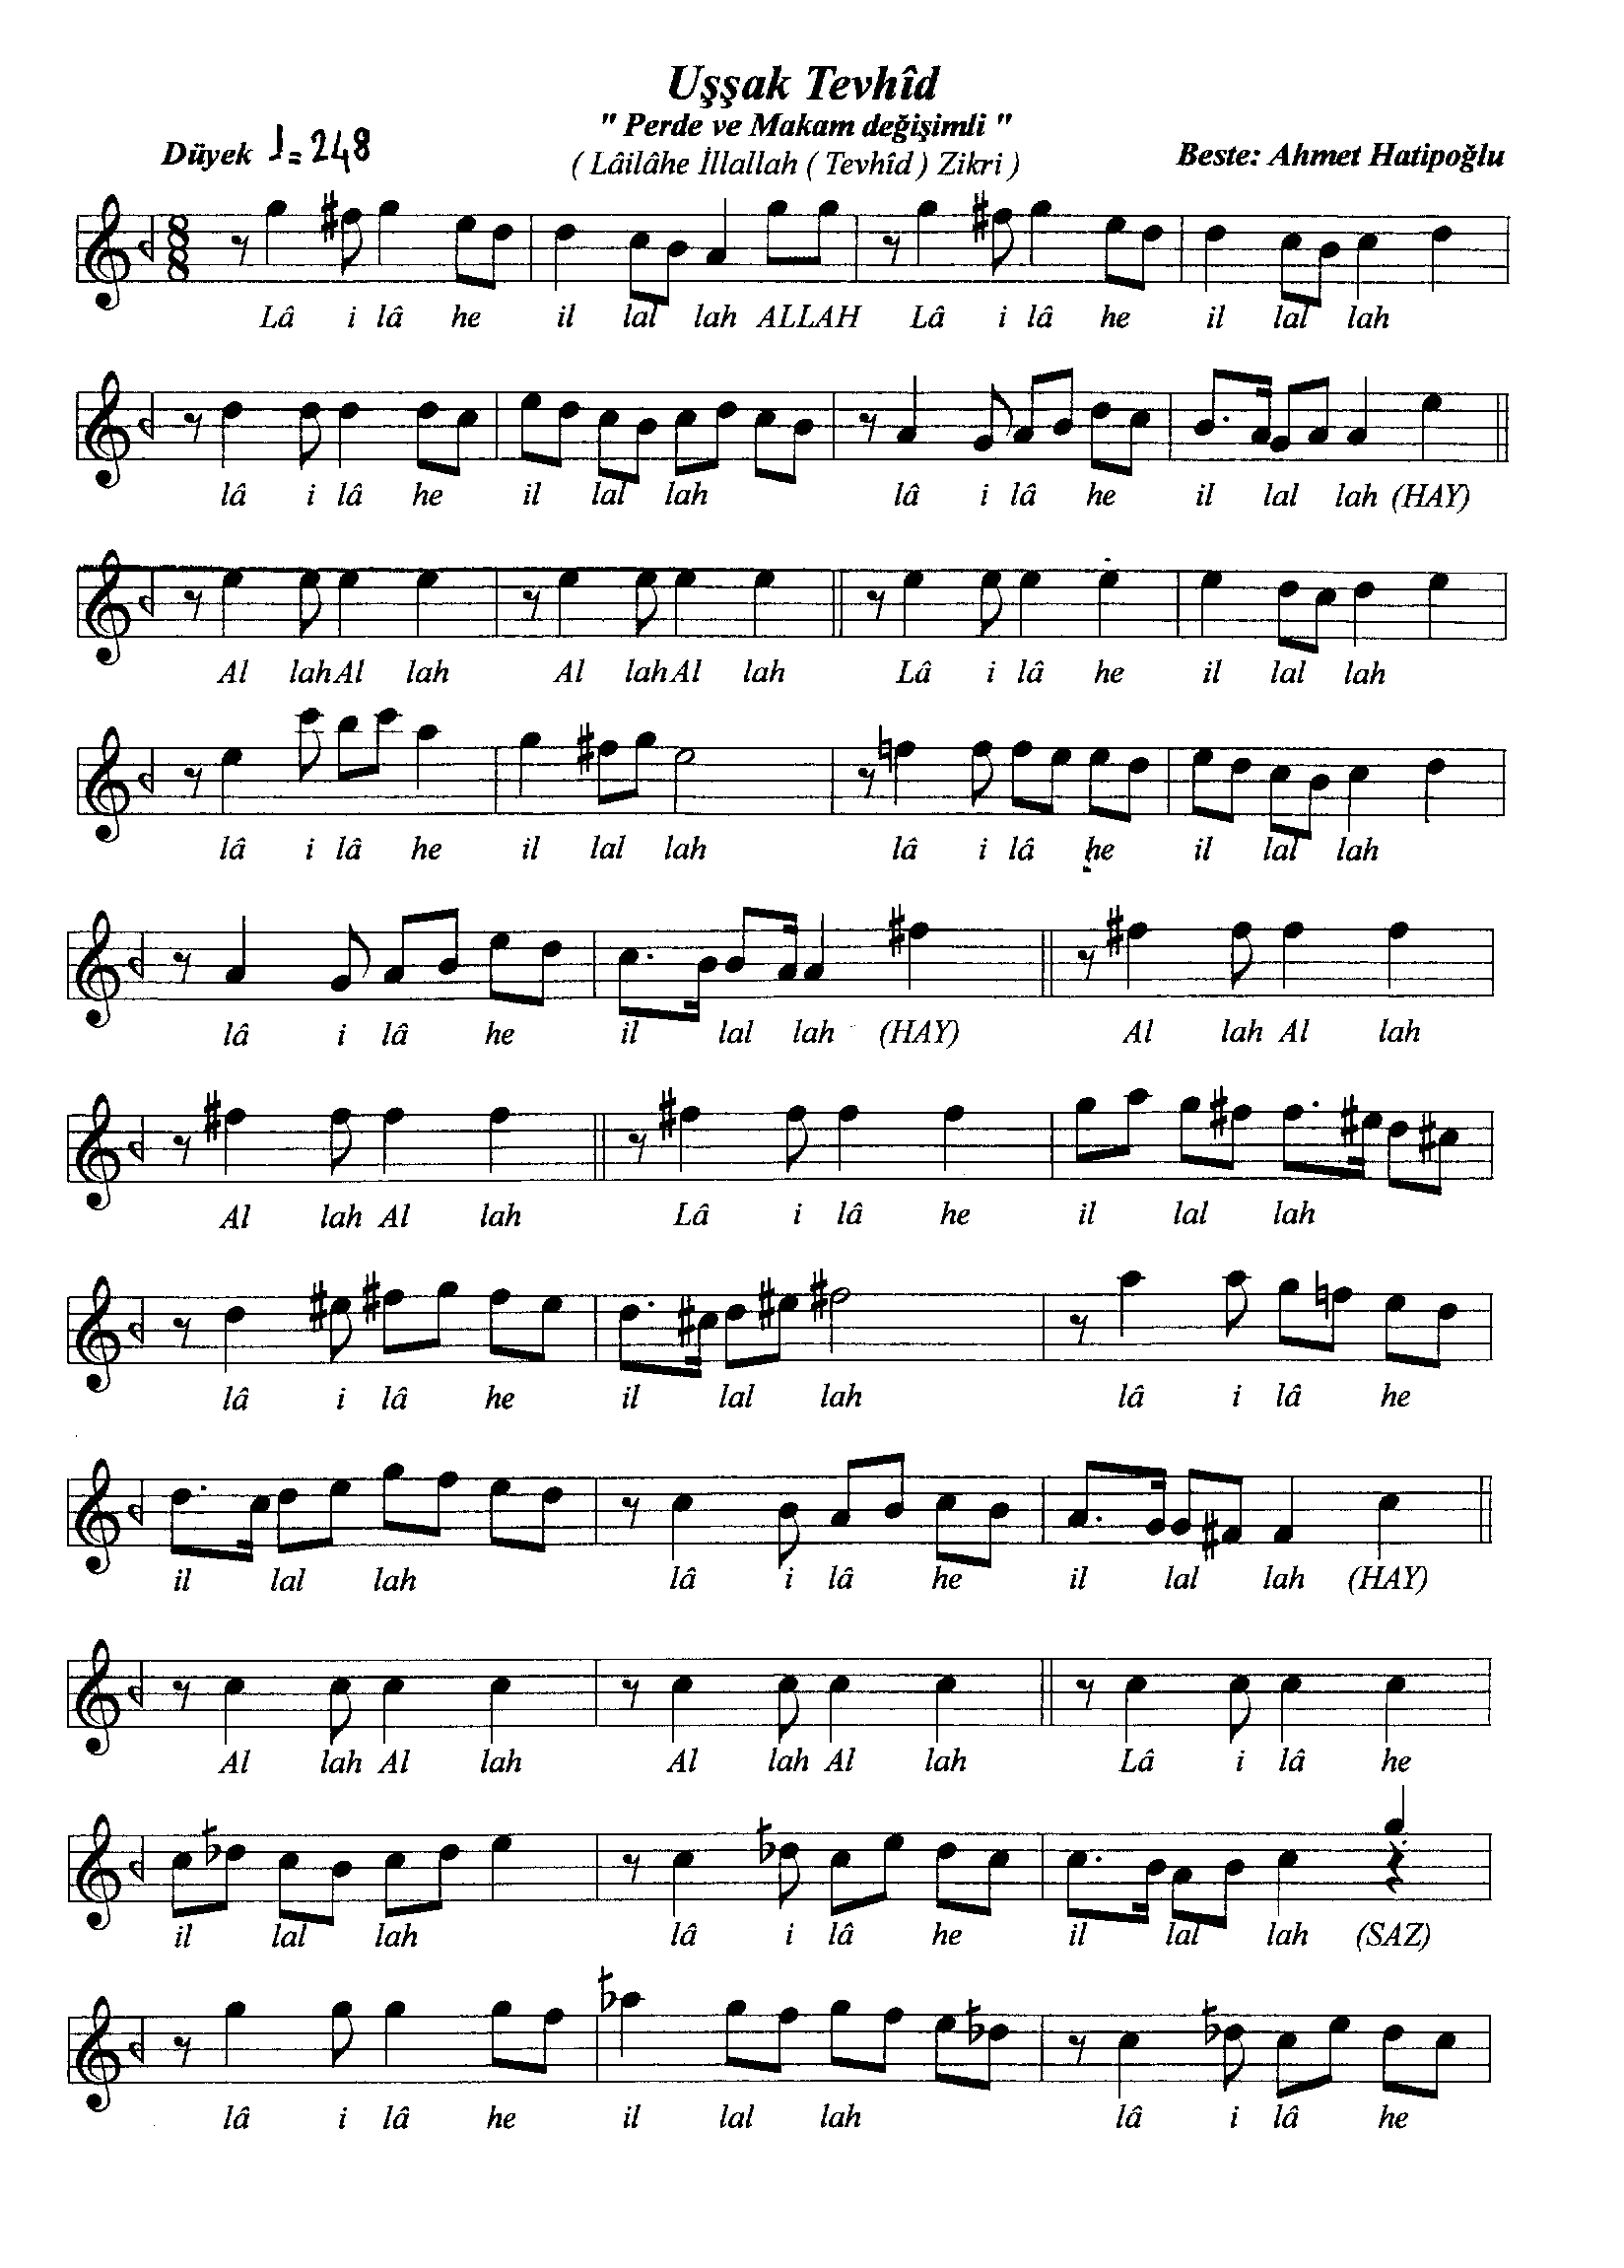 Uşşak Tevhîd
" Perde ve Makam değişimli "
Düyek ♩=248
( Lâilâhe İllallah ( Tevhîd ) Zikri )
Beste: Ahmet Hatipoğlu
8
8
Lâ i lâ he il lal lah ALLAH Lâ i lâ he il lal lah
lâ i lâ he il lal lah lâ i lâ he il lal lah (HAY)
Al lah Al lah Al lah Al lah Lâ i lâ he il lal lah
lâ i lâ he il lal lah lâ i lâ he il lal lah
lâ i lâ he il lal lah (HAY) Al lah Al lah
Al lah Al lah Lâ i lâ he il lal lah
lâ i lâ he il lal lah lâ i lâ he
il lal lah lâ i lâ he il lal lah (HAY)
Al lah Al lah Al lah Al lah Lâ i lâ he
il lal lah lâ i lâ he il lal lah (SAZ)
lâ i lâ he il lal lah lâ i lâ he